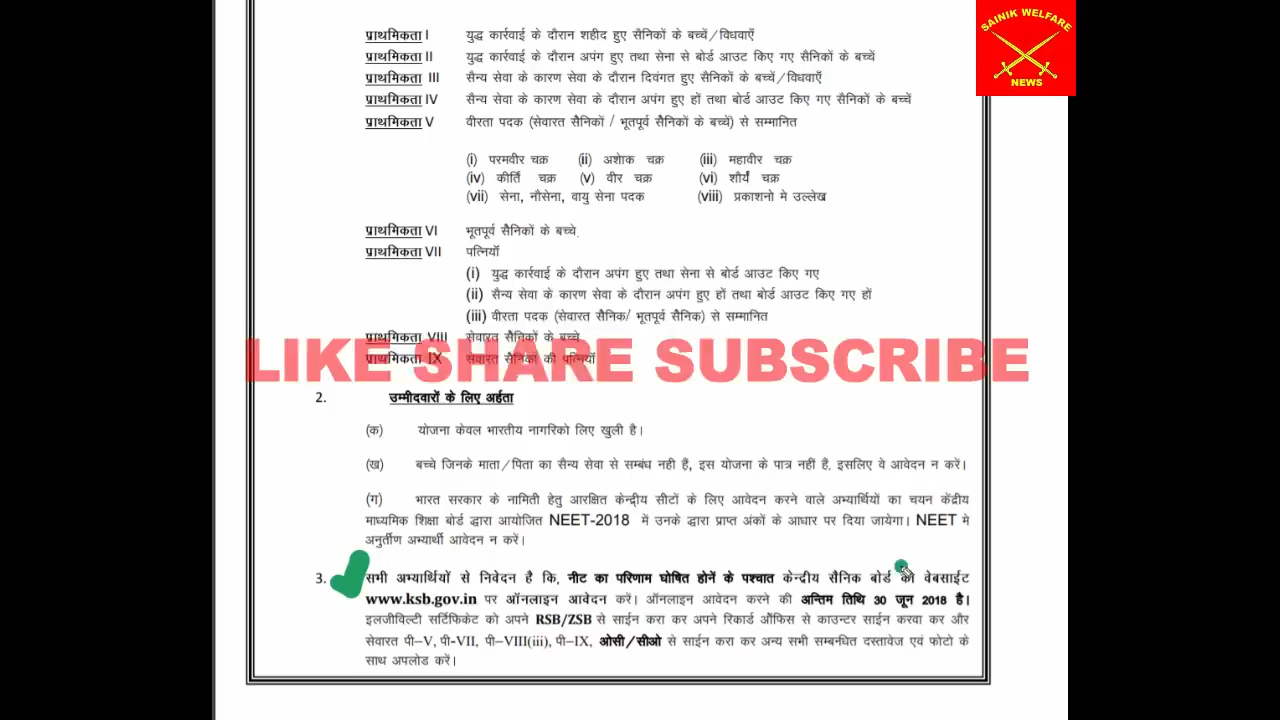 SAINIK WELFARE
NEWS
प्राथमिकता I युद्ध कार्रवाई के दौरान शहीद हुए सैनिकों के बच्चें/विधवाएँ
प्राथमिकता II युद्ध कार्रवाई के दौरान अपंग हुए तथा सेना से बोर्ड आउट किए गए सैनिकों के बच्चें
प्राथमिकता III सैन्य सेवा के कारण सेवा के दौरान दिवंगत हुए सैनिकों के बच्चें/विधवाएँ
प्राथमिकता IV सैन्य सेवा के कारण सेवा के दौरान अपंग हुए हों तथा बोर्ड आउट किए गए सैनिकों के बच्चें
प्राथमिकता V वीरता पदक (सेवारत सैनिकों / भूतपूर्व सैनिकों के बच्चें) से सम्मानित
(i) परमवीर चक्र (ii) अशोक चक्र (iii) महावीर चक्र
(iv) कीर्ति चक्र (v) वीर चक्र (vi) शौर्यं चक्र
(vii) सेना, नौसेना, वायु सेना पदक (viii) प्रकाशनो मे उल्लेख
प्राथमिकता VI भूतपूर्व सैनिकों के बच्चे.
प्राथमिकता VII पत्नियॉ
(i) युद्ध कार्रवाई के दौरान अपंग हुए तथा सेना से बोर्ड आउट किए गए
(ii) सैन्य सेवा के कारण सेवा के दौरान अपंग हुए हों तथा बोर्ड आउट किए गए हों
(iii) वीरता पदक (सेवारत सैनिक/ भूतपूर्व सैनिक) से सम्मानित
प्राथमिकता VIII सेवारत सैनिकों के बच्चे
प्राथमिकता IX सेवारत सैनिकों की पत्नियॉ
LIKE SHARE SUBSCRIBE
2. उम्मीदवारों के लिए अर्हता
(क) योजना केवल भारतीय नागरिको लिए खुली है।
(ख) बच्चे जिनके माता/पिता का सैन्य सेवा से सम्बंध नही हैं, इस योजना के पात्र नहीं हैं. इसलिए वे आवेदन न करें।
(ग) भारत सरकार के नामिती हेतु आरक्षित केन्द्रीय सीटों के लिए आवेदन करने वाले अभ्यार्थियों का चयन केंद्रीय
माध्यमिक शिक्षा बोर्ड द्वारा आयोजित NEET-2018 में उनके द्वारा प्राप्त अंकों के आधार पर दिया जायेगा। NEET मे
अनुर्तीण अभ्यार्थी आवेदन न करें।
3. सभी अभ्यार्थियों से निवेदन है कि, नीट का परिणाम घोषित होनें के पश्चात केन्द्रीय सैनिक बोर्ड की वेबसाईट
www.ksb.gov.in पर ऑनलाइन आवेदन करें। ऑनलाइन आवेदन करने की अन्तिम तिथि 30 जून 2018 है।
इलजीविल्टी सर्टिफिकेट को अपने RSB/ZSB से साईन करा कर अपने रिकार्ड ऑफिस से काउन्टर साईन करवा कर और
सेवारत पी–V, पी-VII, पी–VIII(iii), पी–IX, ओसी/सीओ से साईन करा कर अन्य सभी सम्बनधित दस्तावेज एवं फोटो के
साथ अपलोड करें।